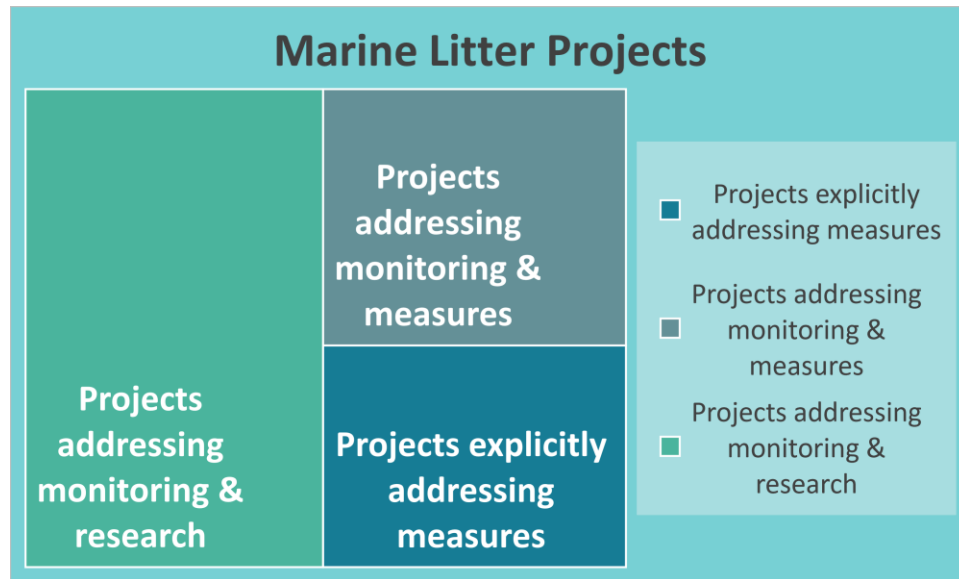 Marine Litter Projects
Projects
addressing
monitoring &
research
Projects
addressing
monitoring &
measures
Projects explicitly
addressing
measures
Projects explicitly
addressing measures
Projects addressing
monitoring &
measures
Projects addressing
monitoring &
research